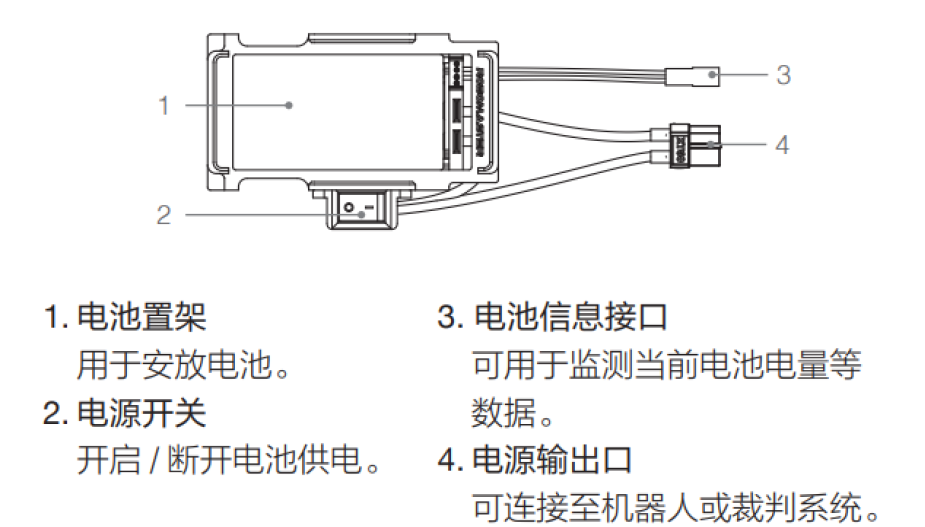 1
2
3
4
XT60
1. 电池置架
用于安放电池。
2. 电源开关
开启 / 断开电池供电。
3. 电池信息接口
可用于监测当前电池电量等
数据。
4. 电源输出口
可连接至机器人或裁判系统。